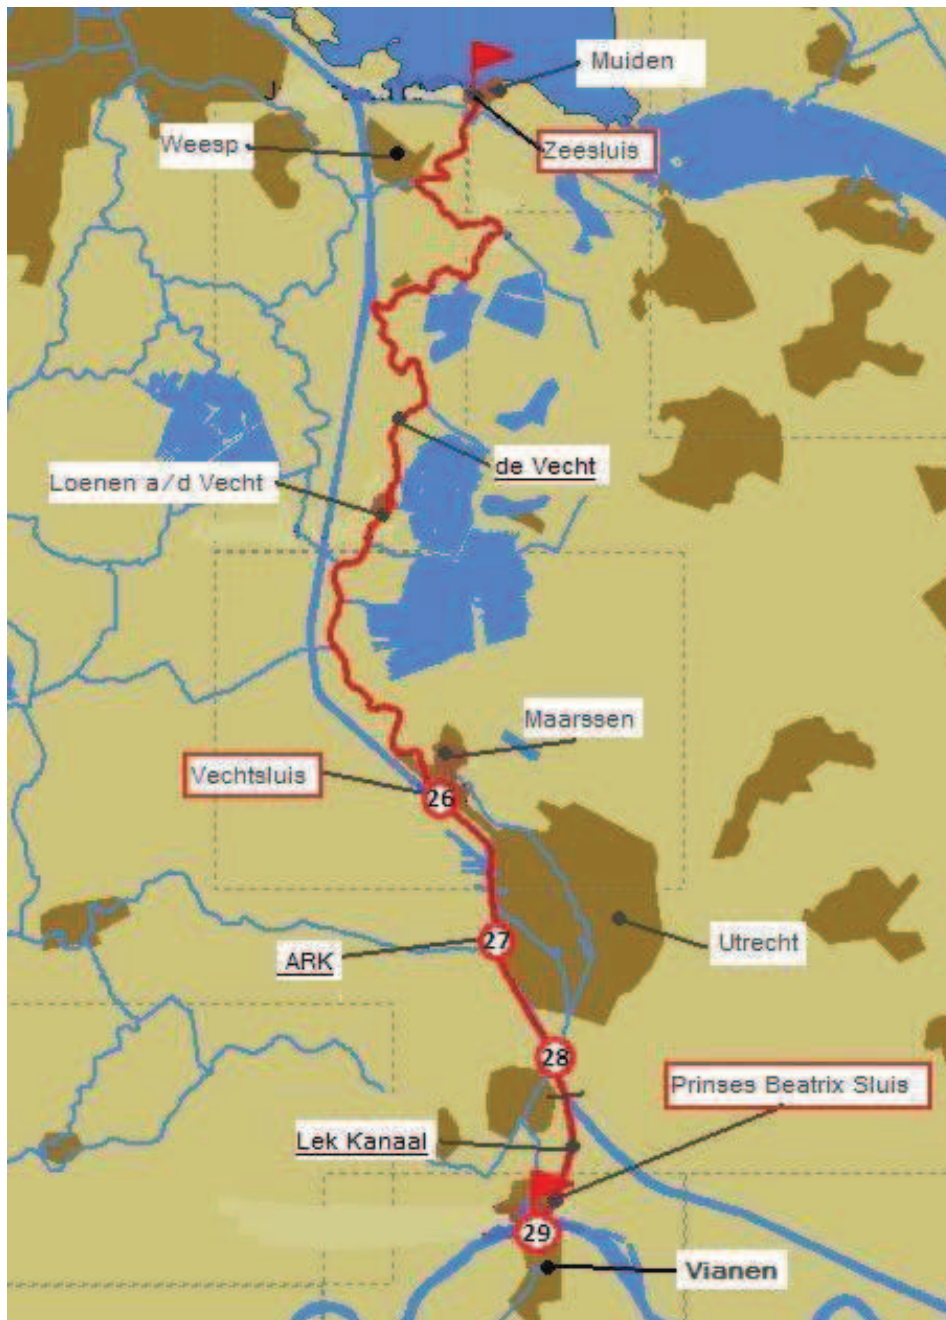 Muiden
J
Weesp
Zeesluis
de Vecht
Loenen a/d Vecht
Maarssen
Vechtsluis
26
Utrecht
27
ARK
28
Prinses Beatrix Sluis
Lek Kanaal
29
Vianen